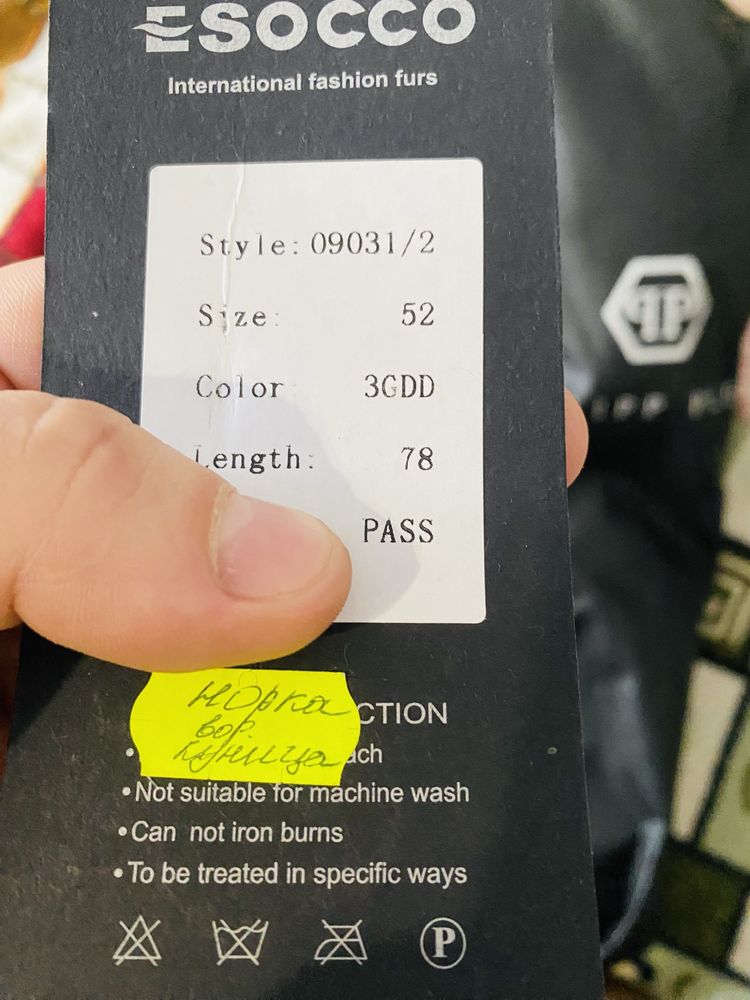 ESOCCO
International fashion furs
Style: 09031/2
Size: 52
Color 3GDD
Length: 78
PASS
норка
вор.
куница
CTION
ach
•Not suitable for machine wash
•Can not iron burns
•To be treated in specific ways
P